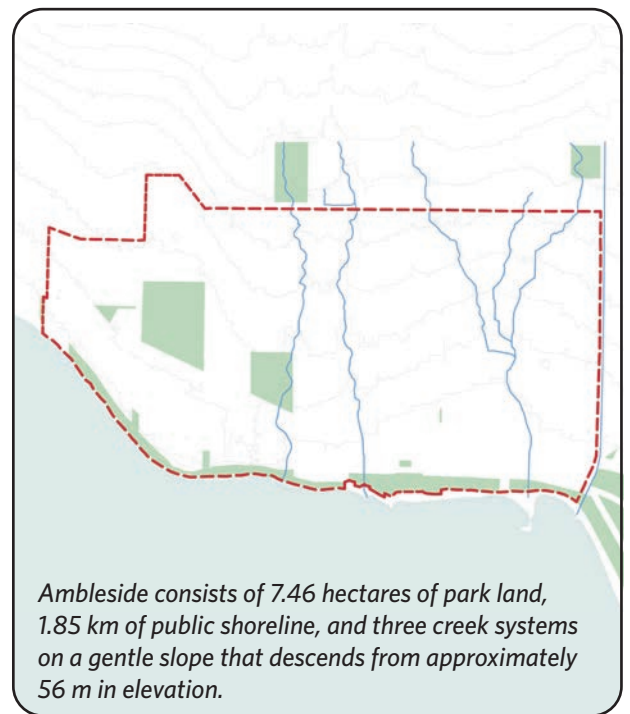 Ambleside consists of 7.46 hectares of park land,
1.85 km of public shoreline, and three creek systems
on a gentle slope that descends from approximately
56 m in elevation.